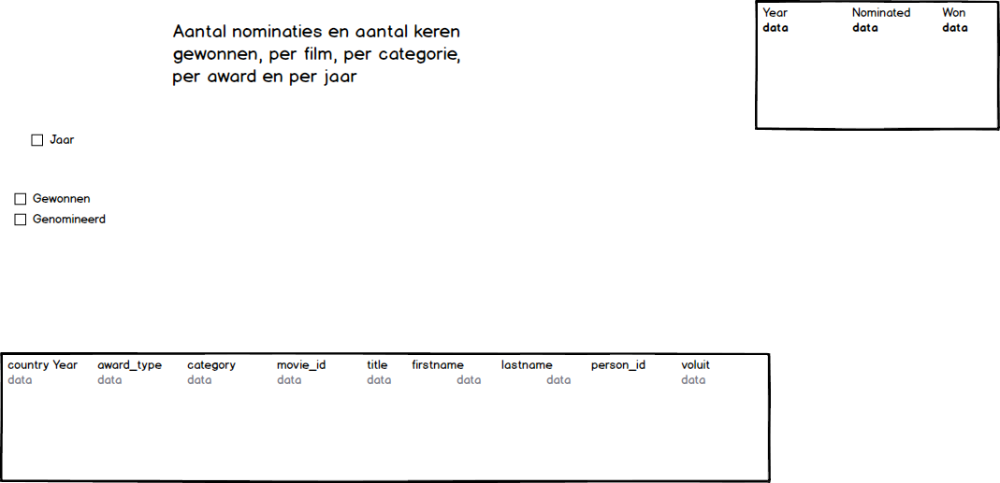 Aantal nominaties en aantal keren
gewonnen, per film, per categorie,
per award en per jaar
Year Nominated Won
data data data
Jaar
Gewonnen
Genomineerd
country Year award_type category movie_id title firstname lastname person_id voluit
data data data data data data data data